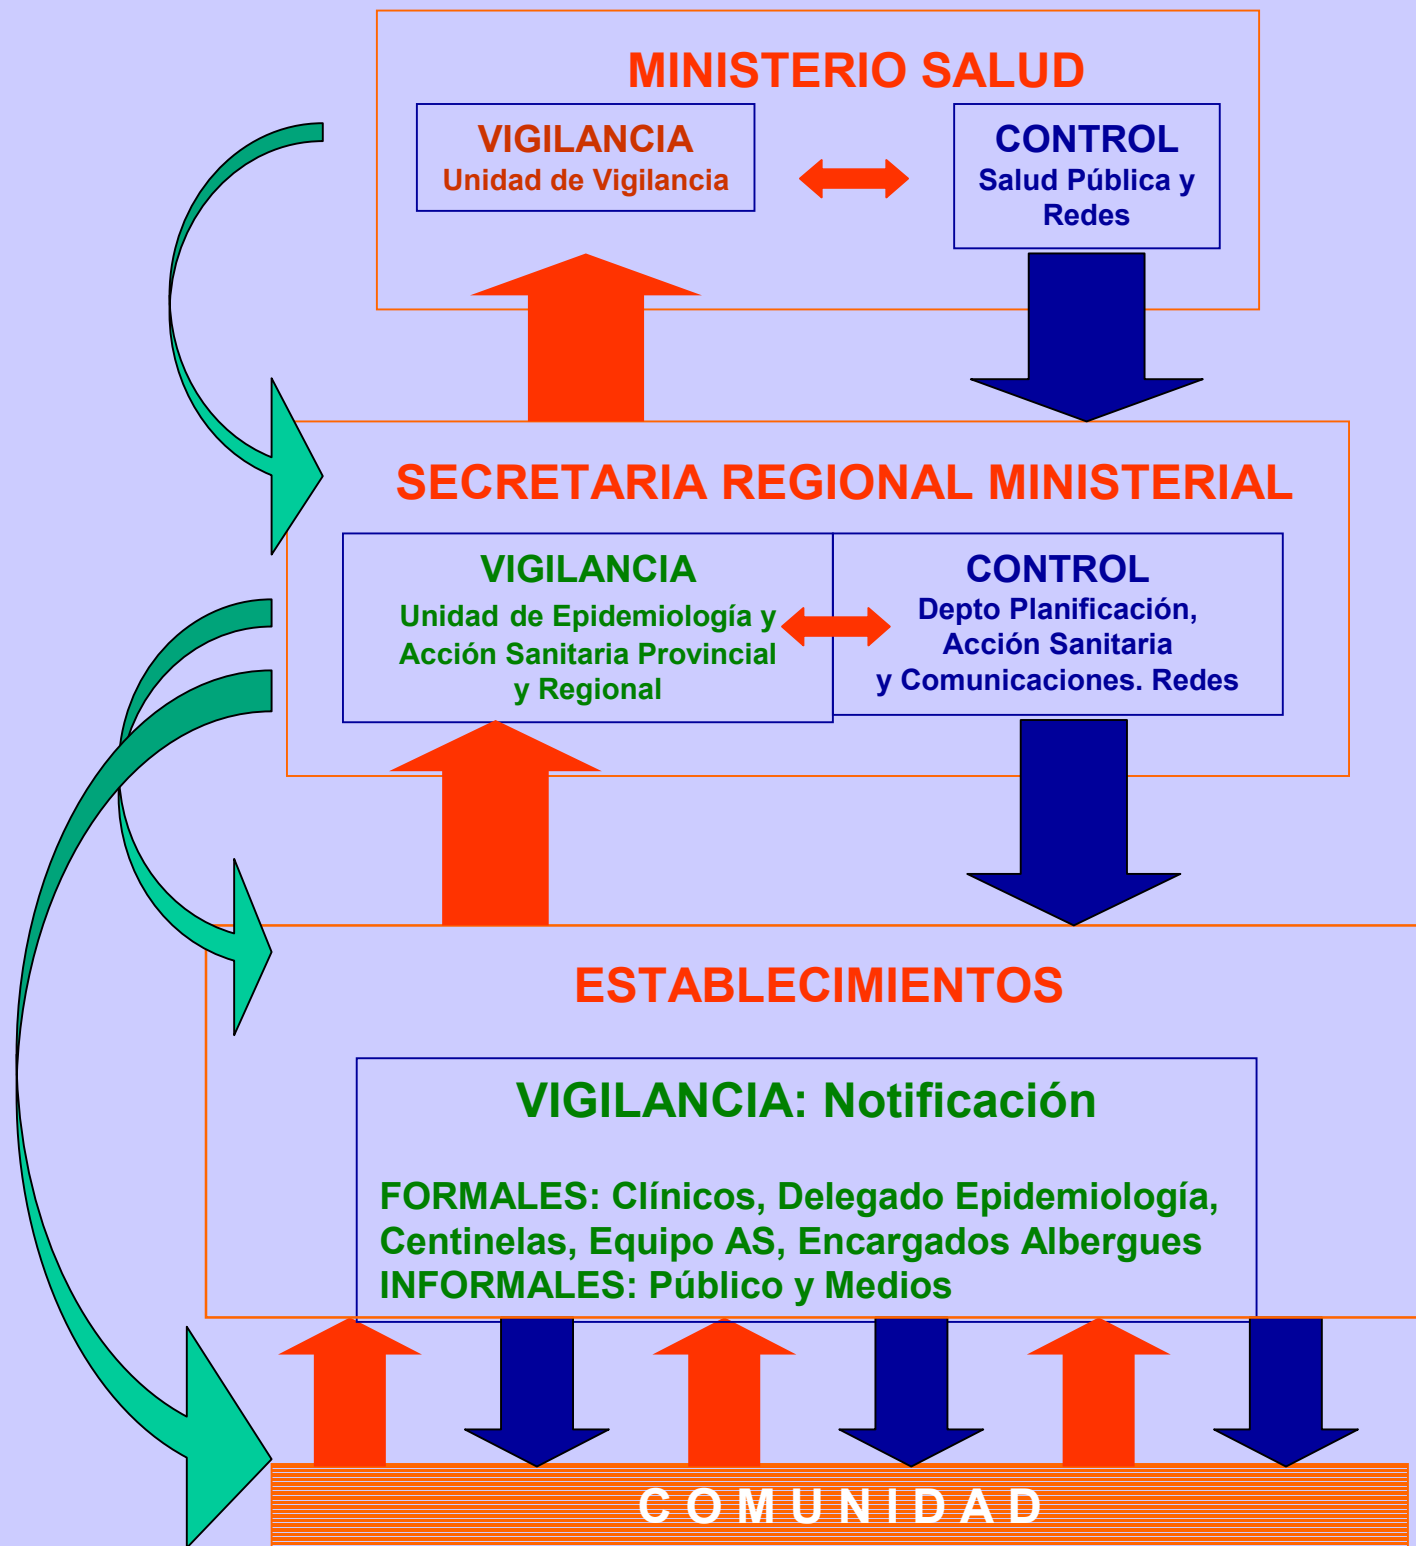 MINISTERIO SALUD
VIGILANCIA
Unidad de Vigilancia
CONTROL
Salud Pública y
Redes
SECRETARIA REGIONAL MINISTERIAL
VIGILANCIA
Unidad de Epidemiología y
Acción Sanitaria Provincial
y Regional
CONTROL
Depto Planificación,
Acción Sanitaria
y Comunicaciones. Redes
ESTABLECIMIENTOS
VIGILANCIA: Notificación
FORMALES: Clínicos, Delegado Epidemiología,
Centinelas, Equipo AS, Encargados Albergues
INFORMALES: Público y Medios
C O M U N I D A D